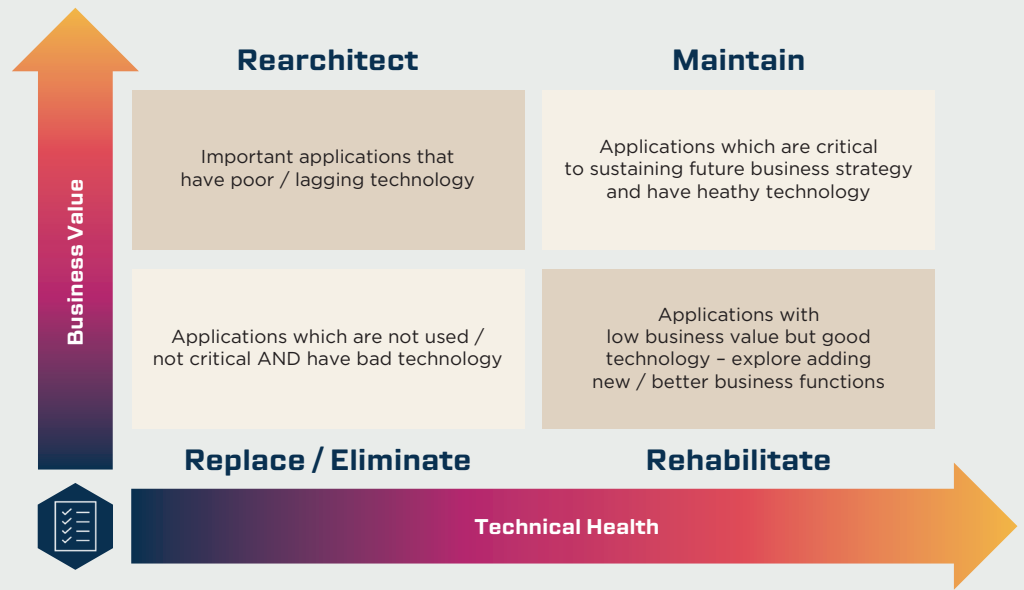 Rearchitect
Maintain
Important applications that
have poor / lagging technology
Applications which are critical
to sustaining future business strategy
and have heathy technology
Business Value
Applications which are not used /
not critical AND have bad technology
Applications with
low business value but good
technology – explore adding
new / better business functions
Replace / Eliminate
Rehabilitate
Technical Health